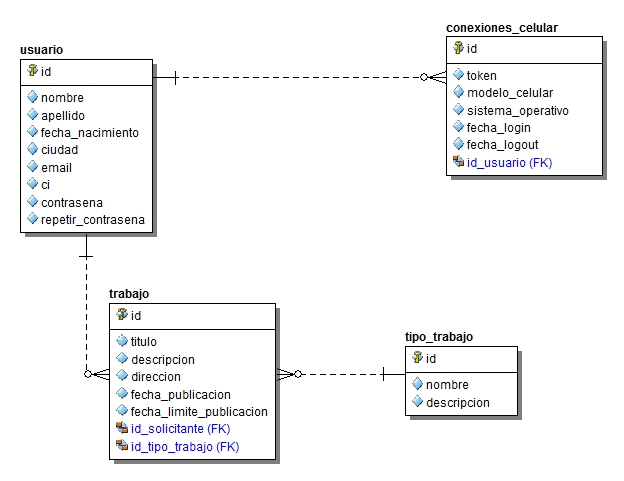 usuario
id
nombre
apellido
fecha_nacimiento
ciudad
email
ci
contrasena
repetir_contrasena
conexiones_celular
id
token
modelo_celular
sistema_operativo
fecha_login
fecha_logout
id_usuario (FK)
trabajo
id
titulo
descripcion
direccion
fecha_publicacion
fecha_limite_publicacion
id_solicitante (FK)
id_tipo_trabajo (FK)
tipo_trabajo
id
nombre
descripcion